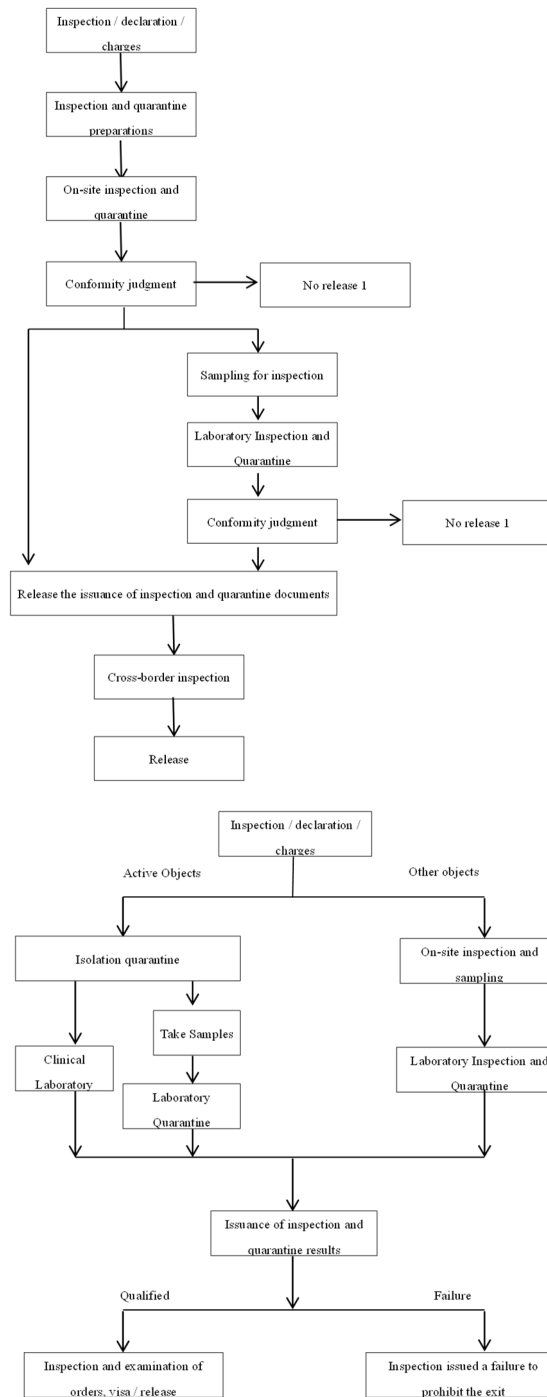 Inspection / declaration /
charges
Inspection and quarantine
preparations
On-site inspection and
quarantine
Conformity judgment
No release 1
Sampling for inspection
Laboratory Inspection and
Quarantine
Conformity judgment
No release 1
Release the issuance of inspection and quarantine documents
Cross-border inspection
Release
Inspection / declaration /
charges
Active Objects
Other objects
Isolation quarantine
On-site inspection and
sampling
Take Samples
Clinical
Laboratory
Laboratory Inspection and
Quarantine
Laboratory
Quarantine
Issuance of inspection and
quarantine results
Qualified
Failure
Inspection and examination of
orders, visa / release
Inspection issued a failure to
prohibit the exit